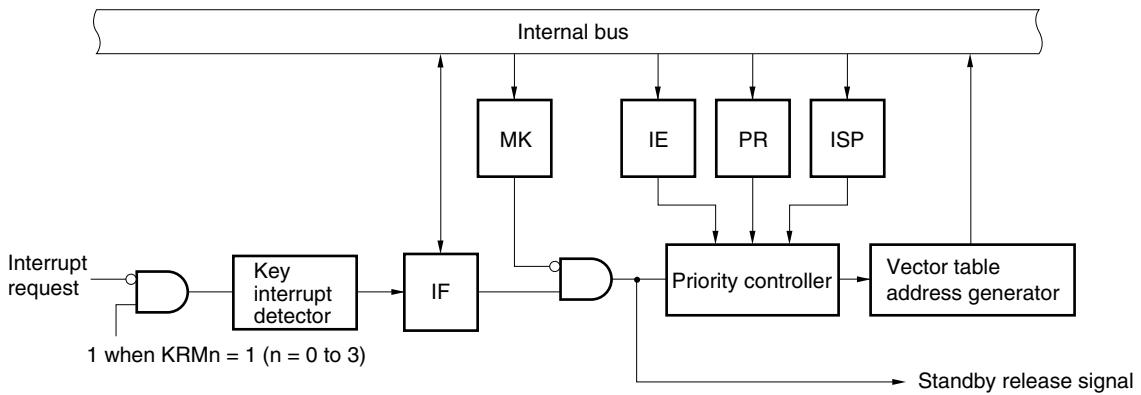 Internal bus
MK
IE
PR
ISP
Interrupt
request
Key
interrupt
detector
IF
Priority controller
Vector table
address generator
1 when KRMn = 1 (n = 0 to 3)
Standby release signal